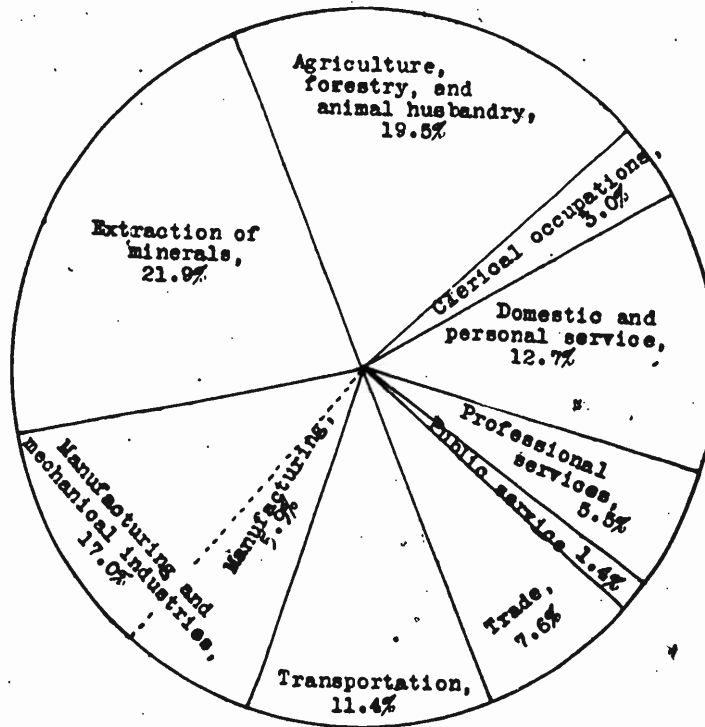 Agriculture,
forestry, and
animal husbandry,
19.5%
Clerical occupations,
3.0%
Extraction of
minerals,
21.9%
Domestic and
personal service,
12.7%
Professional
services,
5.5%
Public service 1.4%
Manufacturing,
Manufacturing and
mechanical industries,
17.0%
Trade,
7.6%
Transportation,
11.4%